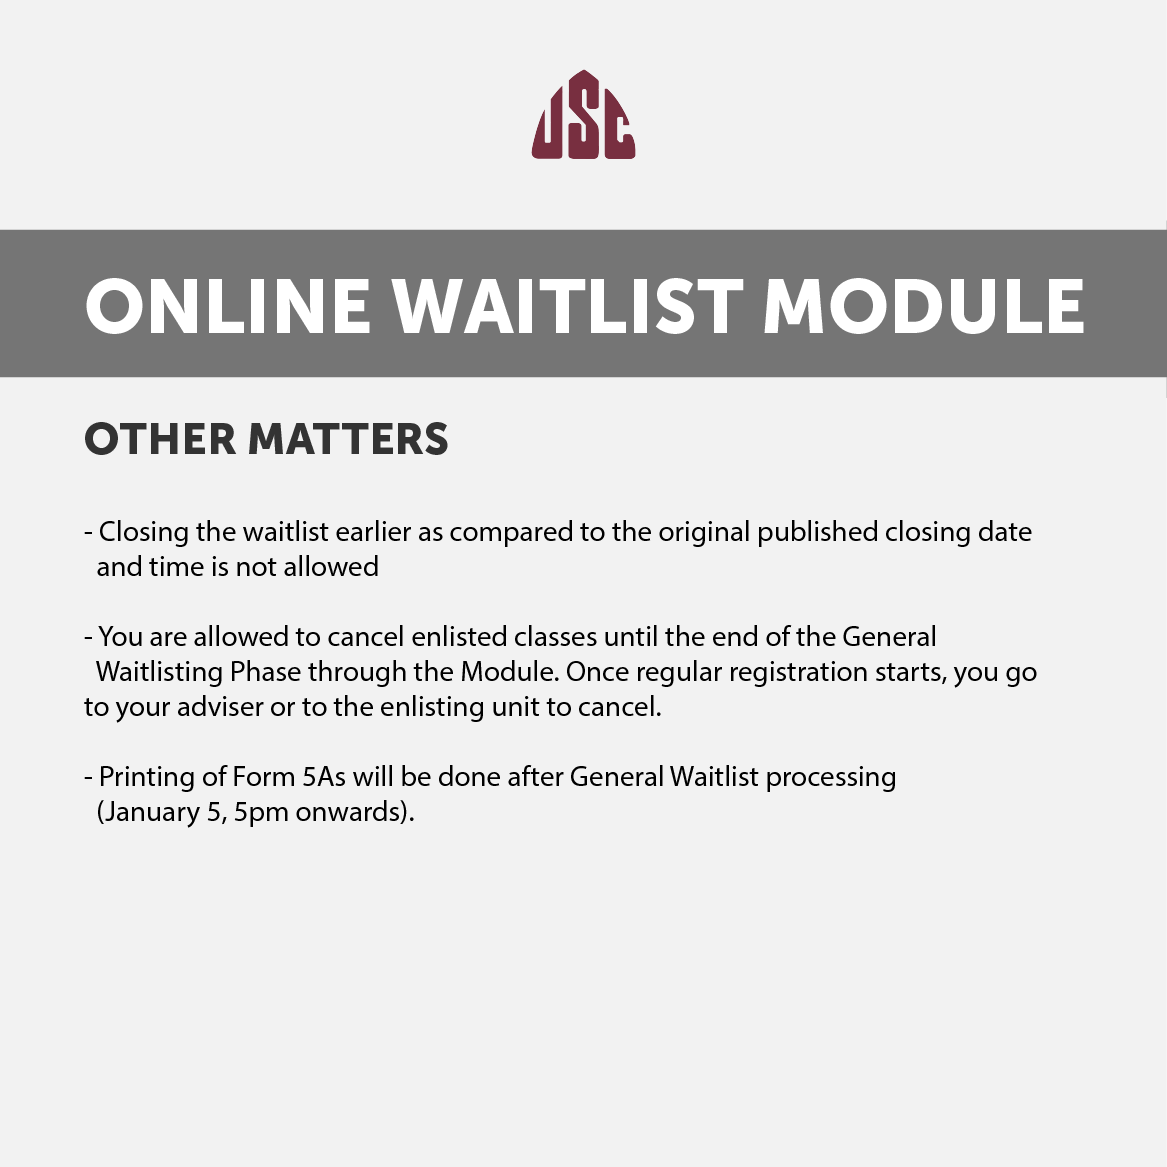 USC
ONLINE WAITLIST MODULE
OTHER MATTERS
- Closing the waitlist earlier as compared to the original published closing date
and time is not allowed
- You are allowed to cancel enlisted classes until the end of the General
Waitlisting Phase through the Module. Once regular registration starts, you go
to your adviser or to the enlisting unit to cancel.
- Printing of Form 5As will be done after General Waitlist processing
(January 5, 5pm onwards).